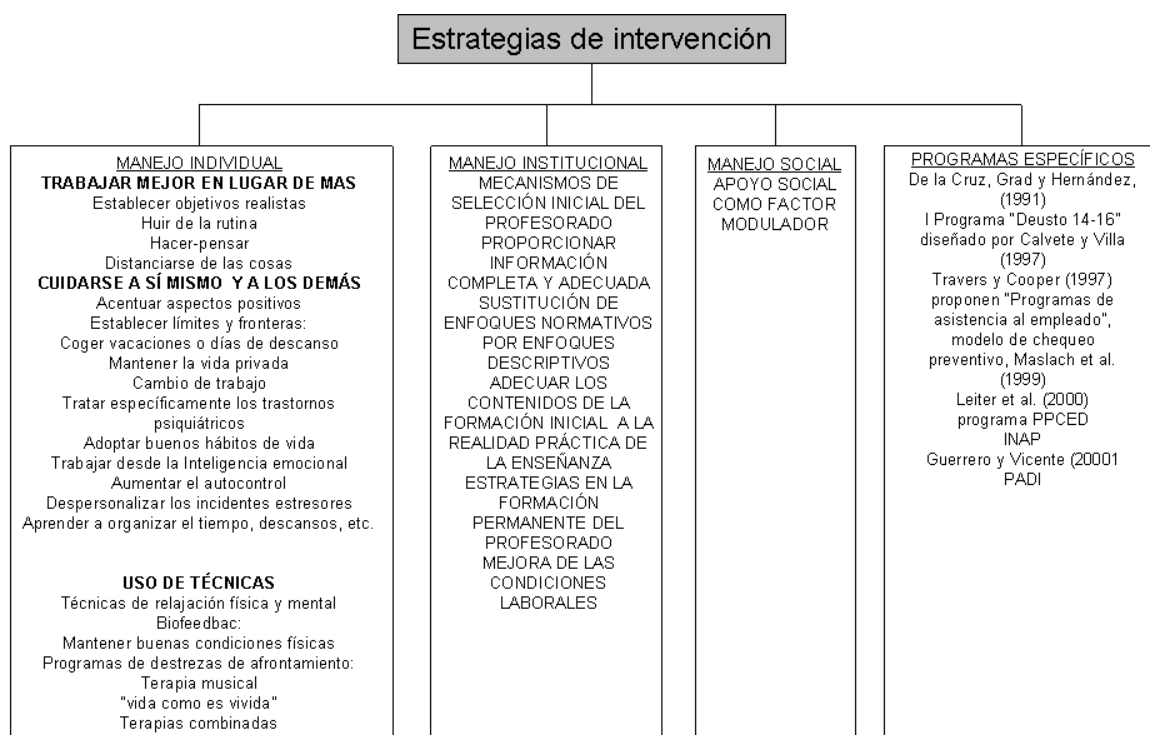 Estrategias de intervención
MANEJO INDIVIDUAL
TRABAJAR MEJOR EN LUGAR DE MAS
Establecer objetivos realistas
Huir de la rutina
Hacer-pensar
Distanciarse de las cosas
CUIDARSE A SÍ MISMO Y A LOS DEMÁS
Acentuar aspectos positivos
Establecer límites y fronteras:
Coger vacaciones o días de descanso
Mantener la vida privada
Cambio de trabajo
Tratar específicamente los trastornos
psiquiátricos
Adoptar buenos hábitos de vida
Trabajar desde la Inteligencia emocional
Aumentar el autocontrol
Despersonalizar los incidentes estresores
Aprender a organizar el tiempo, descansos, etc.
USO DE TÉCNICAS
Técnicas de relajación física y mental
Biofeedbac:
Mantener buenas condiciones físicas
Programas de destrezas de afrontamiento:
Terapia musical
"vida como es vivida"
Terapias combinadas
MANEJO INSTITUCIONAL
MECANISMOS DE
SELECCIÓN INICIAL DEL
PROFESORADO
PROPORCIONAR
INFORMACIÓN
COMPLETA Y ADECUADA
SUSTITUCIÓN DE
ENFOQUES NORMATIVOS
POR ENFOQUES
DESCRIPTIVOS
ADECUAR LOS
CONTENIDOS DE LA
FORMACIÓN INICIAL A LA
REALIDAD PRÁCTICA DE
LA ENSEÑANZA
ESTRATEGIAS EN LA
FORMACIÓN
PERMANENTE DEL
PROFESORADO
MEJORA DE LAS
CONDICIONES
LABORALES
MANEJO SOCIAL
APOYO SOCIAL
COMO FACTOR
MODULADOR
PROGRAMAS ESPECÍFICOS
De la Cruz, Grad y Hernández,
(1991)
I Programa "Deusto 14-16"
diseñado por Calvete y Villa
(1997)
Travers y Cooper (1997)
proponen "Programas de
asistencia al empleado",
modelo de chequeo
preventivo, Maslach et al.
(1999)
Leiter et al. (2000)
programa PPCED
INAP
Guerrero y Vicente (20001
PADI